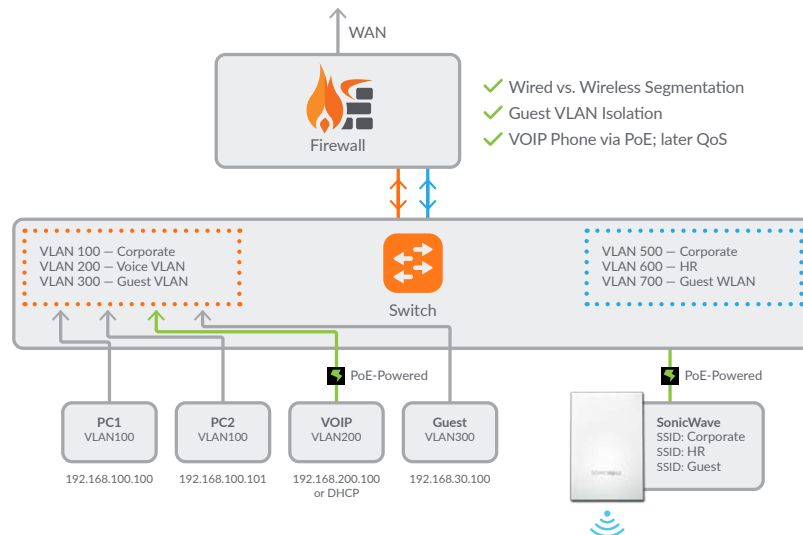 WAN
Firewall
Wired vs. Wireless Segmentation
Guest VLAN Isolation
VOIP Phone via PoE; later QoS
VLAN 100 — Corporate
VLAN 200 — Voice VLAN
VLAN 300 — Guest VLAN
Switch
VLAN 500 — Corporate
VLAN 600 — HR
VLAN 700 — Guest WLAN
PoE-Powered
PoE-Powered
PC1
VLAN100
192.168.100.100
PC2
VLAN100
192.168.100.101
VOIP
VLAN200
192.168.200.100
or DHCP
Guest
VLAN300
192.168.30.100
SonicWave
SSID: Corporate
SSID: HR
SSID: Guest